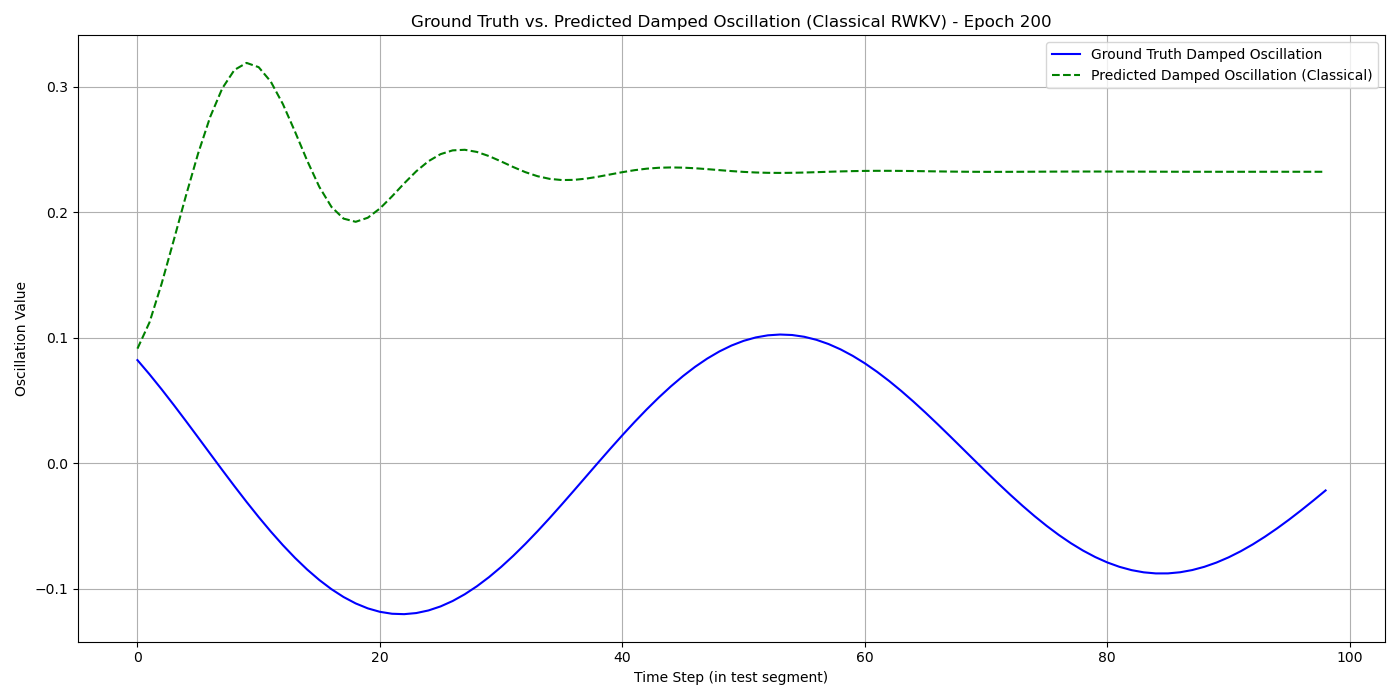 Ground Truth vs. Predicted Damped Oscillation (Classical RWKV) - Epoch 200
Ground Truth Damped Oscillation
Predicted Damped Oscillation (Classical)
Oscillation Value
0.3
0.2
0.1
0.0
−0.1
0 20 40 60 80 100
Time Step (in test segment)